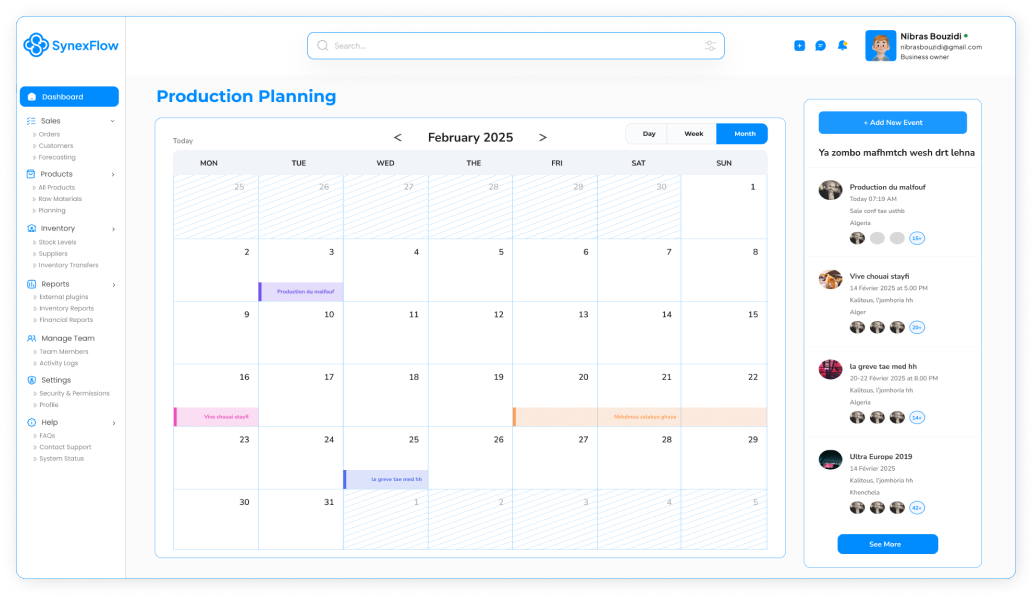 SynexFlow
Search...
Nibras Bouzidi
nibrasbouzidi@gmail.com
Business owner
Dashboard
Sales
Orders
Customers
Forecasting
Products
All Products
Raw Materials
Planning
Inventory
Stock Levels
Suppliers
Inventory Transfers
Reports
External plugins
Inventory Reports
Financial Reports
Manage Team
Team Members
Activity Logs
Settings
Security & Permissions
Profile
Help
FAQs
Contact Support
System Status
Production Planning
Today
< February 2025 >
Day Week Month
MON TUE WED THE FRI SAT SUN
25 26 27 28 29 30 1
2 3 4 5 6 7 8
Production du malfouf
9 10 11 12 13 14 15
16 17 18 19 20 21 22
Vive chouai stayfi
23 24 25 26 27 28 29
la greve tae med hh
30 31 1 2 3 4 5
+ Add New Event
Ya zombo mafhmtch wesh drt lehna
Production du malfouf
Today 07:19 AM
Sale conf tae usthb
Algeria
15+
Vive chouai stayfi
14 Février 2025 at 5.00 PM
Kalitous, l'jomhoria hh
Alger
20+
la greve tae med hh
20-22 Février 2025 at 8.00 PM
Kalitous, l'jomhoria hh
Algeria
14+
Ultra Europe 2019
14 Février 2025
Kalitous, l'jomhoria hh
Khenchela
42+
See More